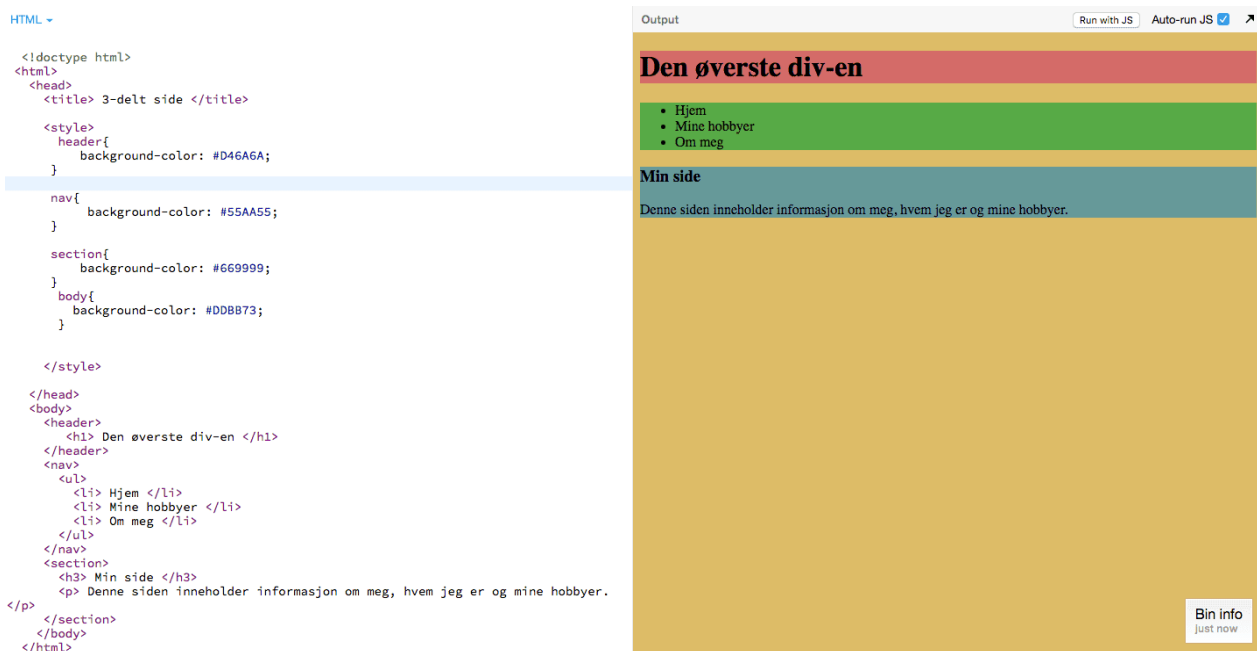 HTML
<!doctype html>
<html>
<head>
<title> 3-delt side </title>
<style>
header{
background-color: #D46A6A;
}
nav{
background-color: #55AA55;
}
section{
background-color: #669999;
}
body{
background-color: #DDBB73;
}
</style>
</head>
<body>
<header>
<h1> Den øverste div-en </h1>
</header>
<nav>
<ul>
<li> Hjem </li>
<li> Mine hobbyer </li>
<li> Om meg </li>
</ul>
</nav>
<section>
<h3> Min side </h3>
<p> Denne siden inneholder informasjon om meg, hvem jeg er og mine hobbyer.
</p>
</section>
</body>
</html>
Output
Run with JS
Auto-run JS
Den øverste div-en
Hjem
Mine hobbyer
Om meg
Min side
Denne siden inneholder informasjon om meg, hvem jeg er og mine hobbyer.
Bin info
just now